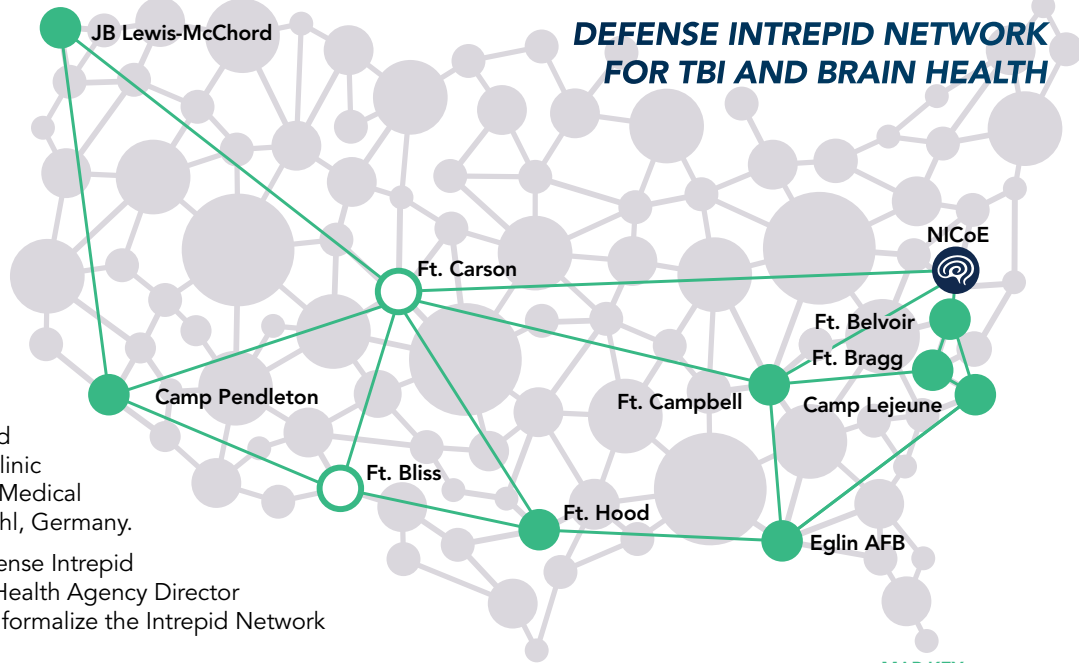 DEFENSE INTREPID NETWORK
FOR TBI AND BRAIN HEALTH
JB Lewis-McChord
NICoE
Ft. Carson
Ft. Belvoir
Ft. Bragg
Camp Pendleton
Ft. Campbell
Camp Lejeune
Ft. Bliss
Ft. Hood
Eglin AFB
d
linic
Medical
hl, Germany.
ense Intrepid
Health Agency Director
formalize the Intrepid Network